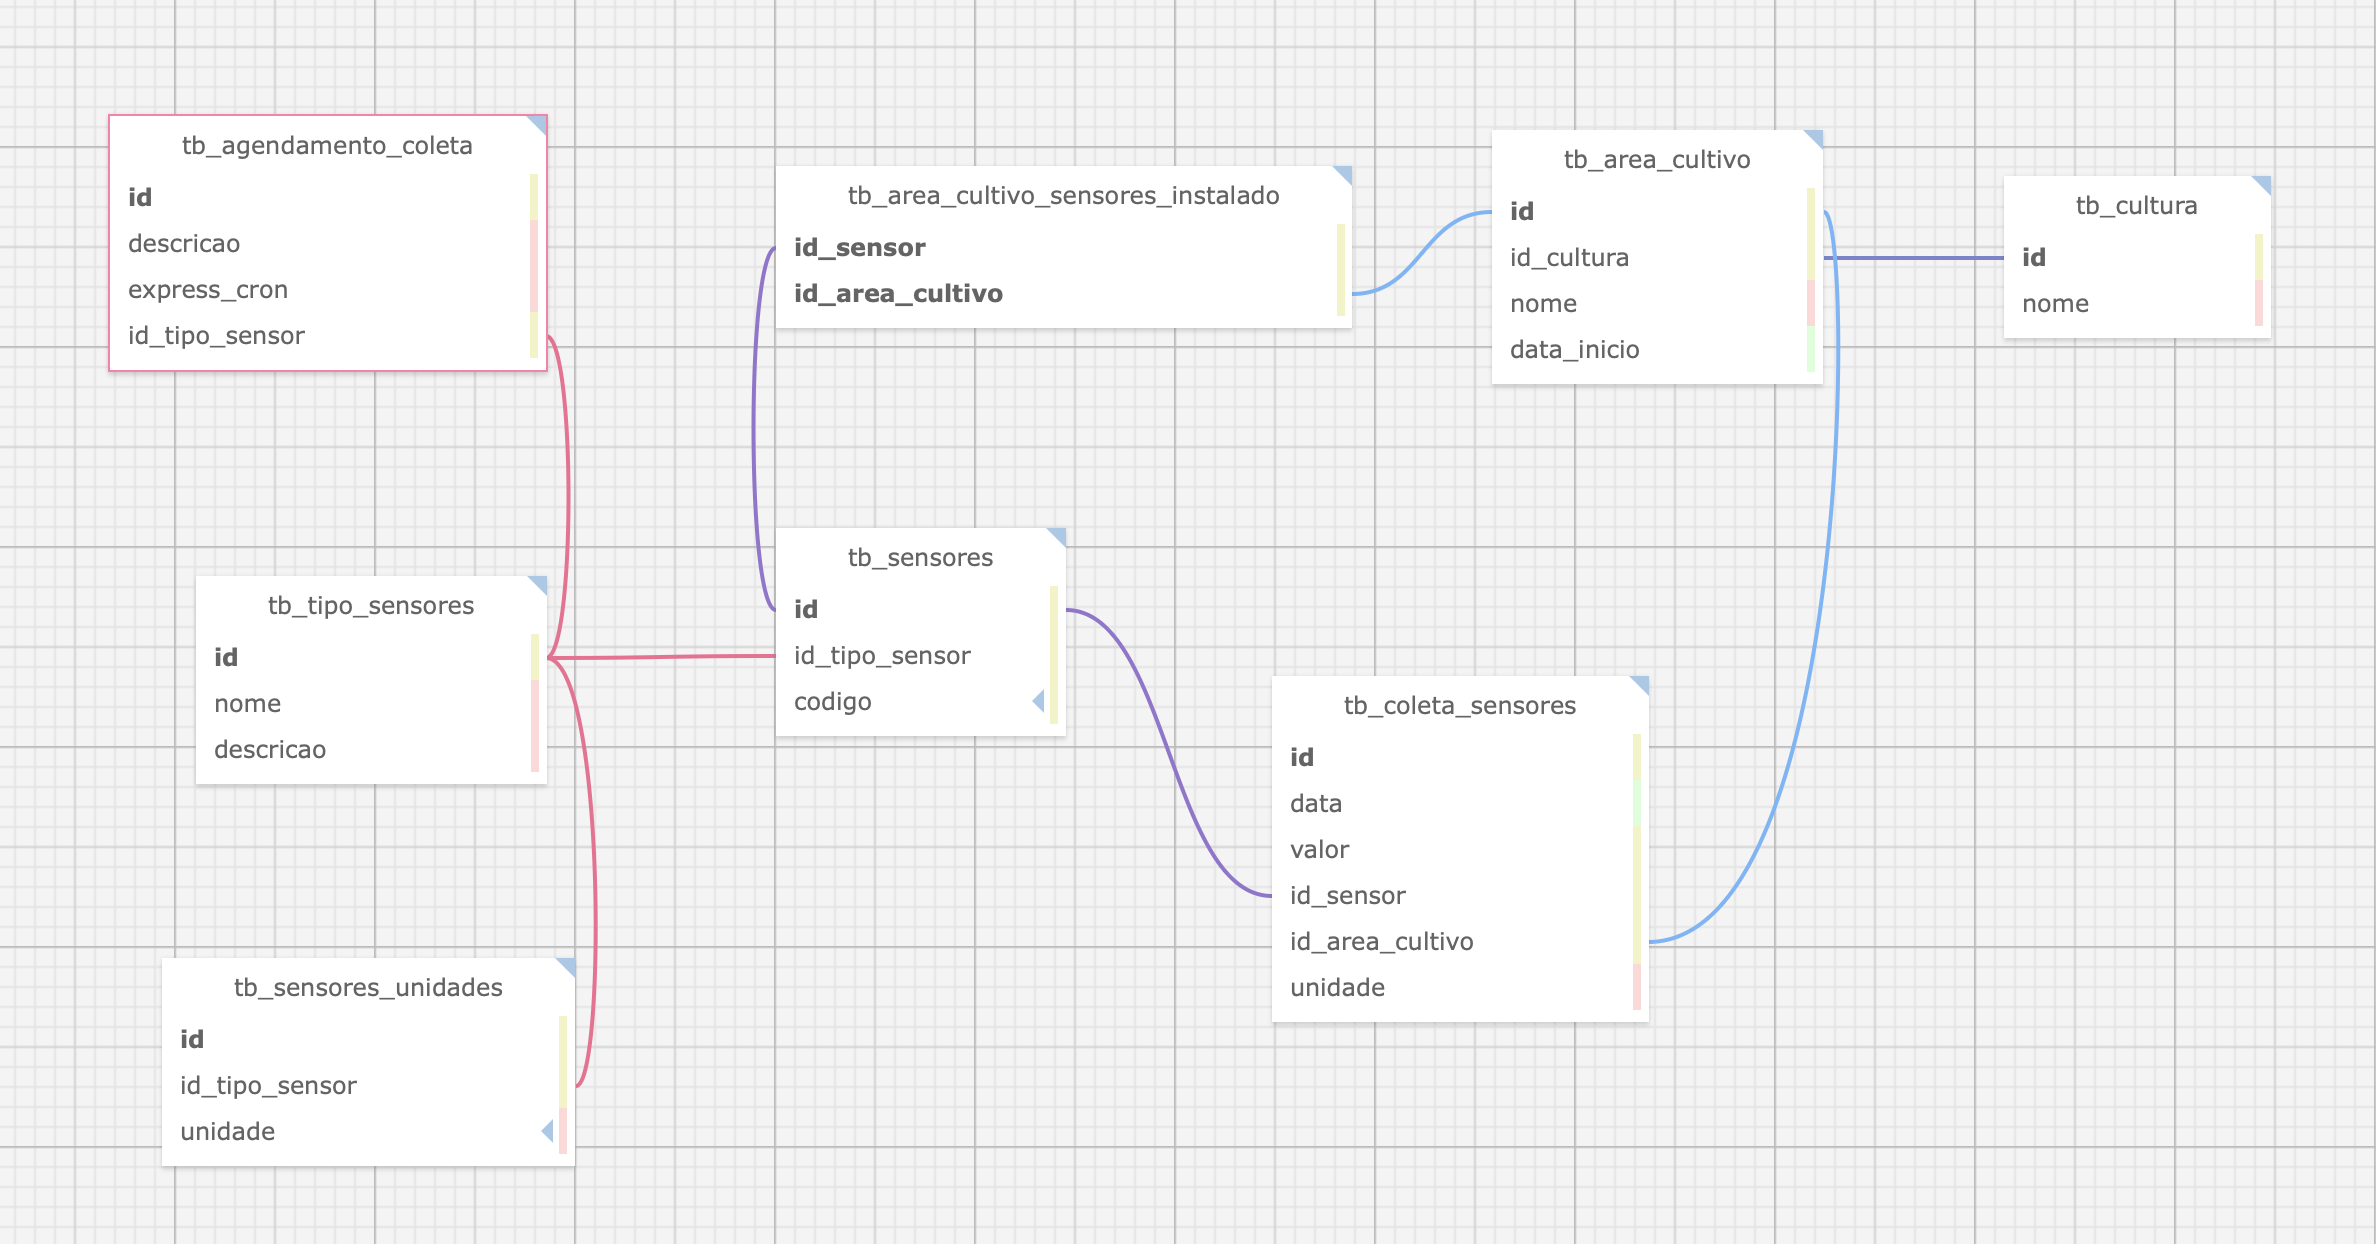 tb_agendamento_coleta
id
descricao
express_cron
id_tipo_sensor
tb_area_cultivo_sensores_instalado
id_sensor
id_area_cultivo
tb_area_cultivo
id
id_cultura
nome
data_inicio
tb_cultura
id
nome
tb_tipo_sensores
id
nome
descricao
tb_sensores
id
id_tipo_sensor
codigo
tb_coleta_sensores
id
data
valor
id_sensor
id_area_cultivo
unidade
tb_sensores_unidades
id
id_tipo_sensor
unidade